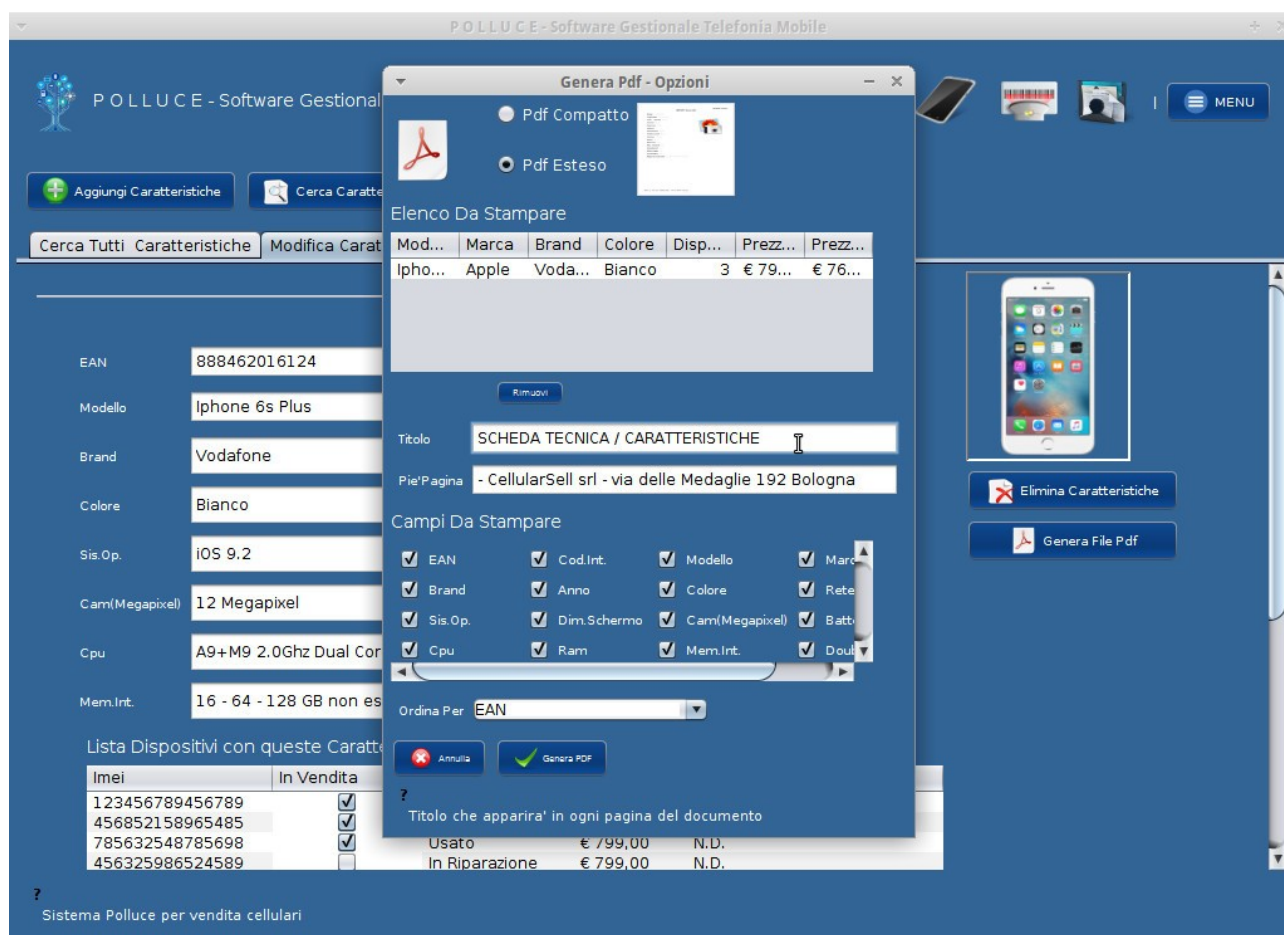 P O L L U C E - Software Gestionale Telefonia Mobile
P O L L U C E - Software Gestional
MENU
Aggiungi Caratteristiche
Cerca Caratte
Cerca Tutti Caratteristiche
Modifica Carat
EAN
888462016124
Modello
Iphone 6s Plus
Brand
Vodafone
Colore
Bianco
Sis.Op.
iOS 9.2
Cam(Megapixel)
12 Megapixel
Cpu
A9+M9 2.0Ghz Dual Cor
Mem.Int.
16 - 64 - 128 GB non es
Lista Dispositivi con queste Caratte
Imei In Vendita
123456789456789
456852158965485
785632548785698 Usato € 799,00 N.D.
456325986524589 In Riparazione € 799,00 N.D.
?
Sistema Polluce per vendita cellulari
Genera Pdf - Opzioni
Pdf Compatto
Pdf Esteso
Elenco Da Stampare
Mod... Marca Brand Colore Disp... Prezz... Prezz...
Ipho... Apple Voda... Bianco 3 € 79... € 76...
Rimuovi
Titolo
SCHEDA TECNICA / CARATTERISTICHE
Pie'Pagina
- CellularSell srl - via delle Medaglie 192 Bologna
Campi Da Stampare
EAN Cod.Int. Modello Marc
Brand Anno Colore Rete
Sis.Op. Dim.Schermo Cam(Megapixel) Batt
Cpu Ram Mem.Int. Doul
Ordina Per EAN
Annulla
Genera PDF
?
Titolo che apparira' in ogni pagina del documento
Elimina Caratteristiche
Genera File Pdf